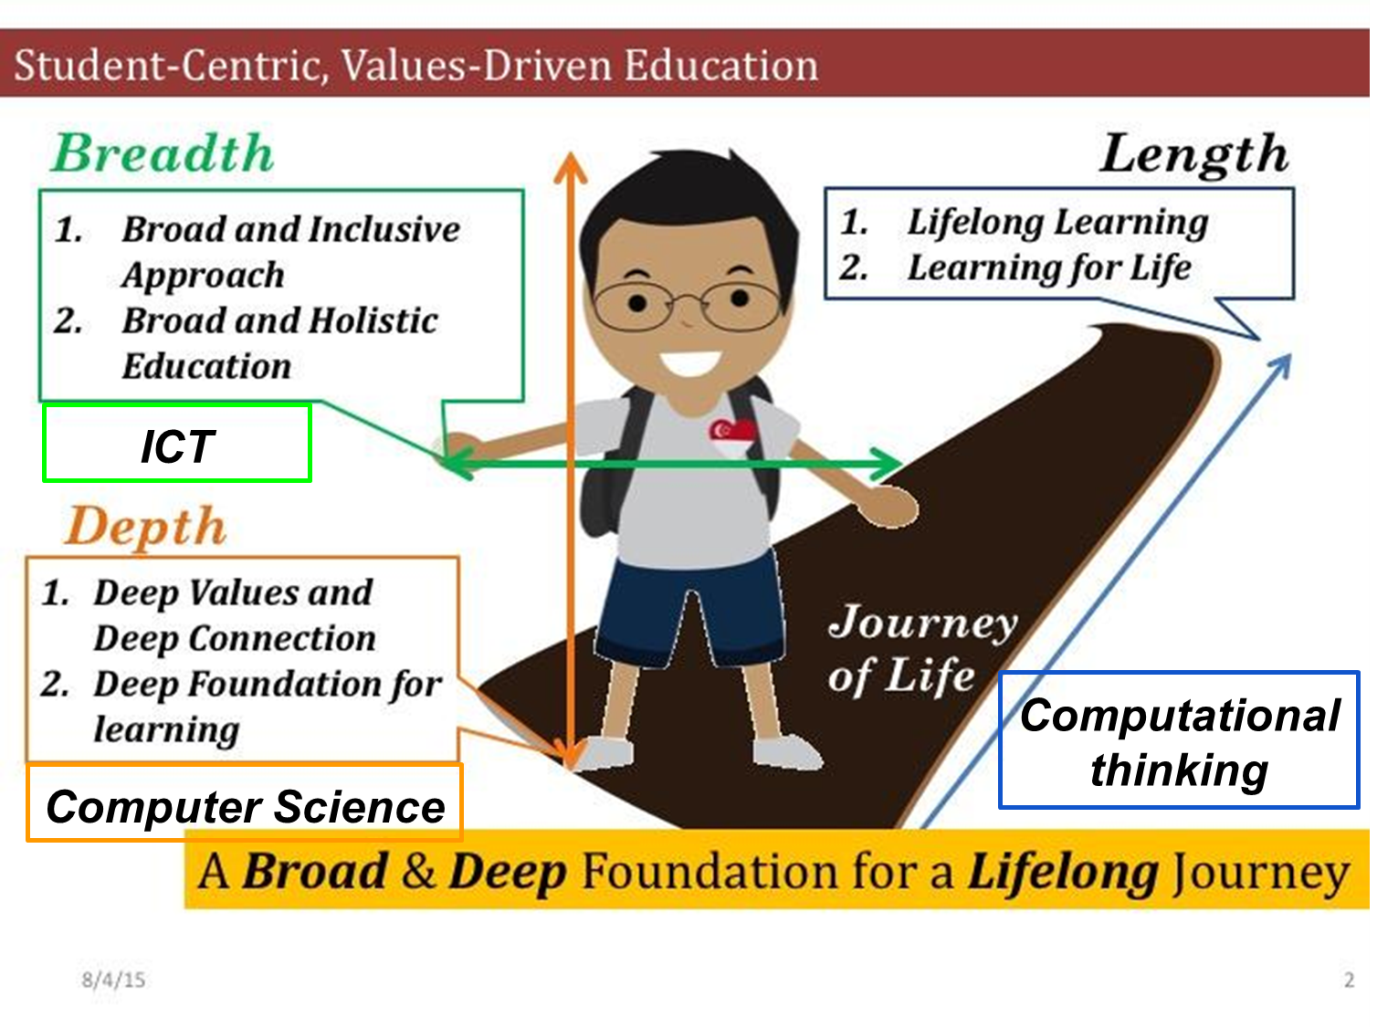 Student-Centric, Values-Driven Education
Breadth
1. Broad and Inclusive
Approach
2. Broad and Holistic
Education
ICT
Length
1. Lifelong Learning
2. Learning for Life
Depth
1. Deep Values and
Deep Connection
2. Deep Foundation for
learning
Computer Science
Journey
of Life
Computational
thinking
A Broad & Deep Foundation for a Lifelong Journey
8/4/15
2